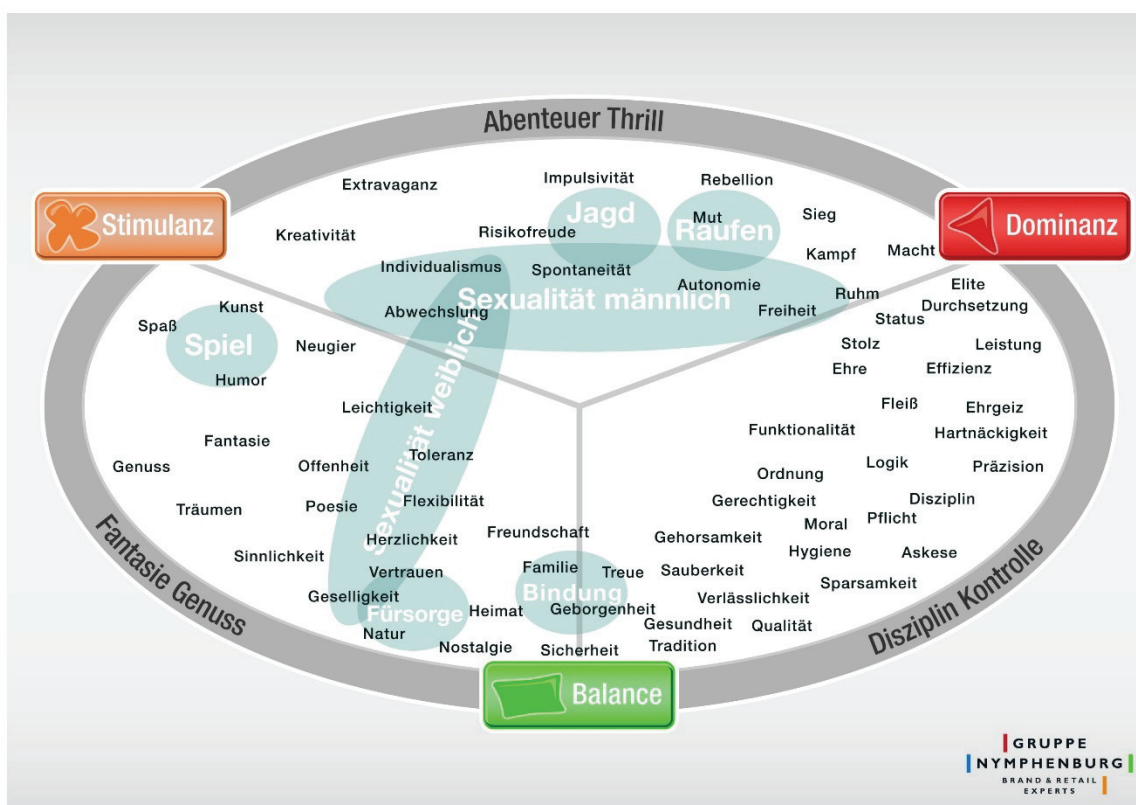 Abenteuer Thrill
Extravaganz
Impulsivität
Rebellion
Stimulanz
Jagd
Mut
Raufen
Sieg
Dominanz
Kreativität
Risikofreude
Kampf
Macht
Individualismus
Spontaneität
Autonomie
Elite
Sexualität männlich
Ruhm
Durchsetzung
Abwechslung
Freiheit
Status
Kunst
Spaß
Spiel
Neugier
Stolz
Leistung
Humor
Ehre
Effizienz
Sexualität weiblich
Leichtigkeit
Fleiß
Ehrgeiz
Fantasie
Funktionalität
Hartnäckigkeit
Genuss
Offenheit
Toleranz
Ordnung
Logik
Präzision
Träumen
Poesie
Flexibilität
Gerechtigkeit
Disziplin
Moral
Pflicht
Herzlichkeit
Freundschaft
Gehorsamkeit
Hygiene
Askese
Sinnlichkeit
Vertrauen
Familie
Treue
Sauberkeit
Sparsamkeit
Geselligkeit
Fürsorge
Bindung
Heimat
Geborgenheit
Verlässlichkeit
Natur
Gesundheit
Qualität
Nostalgie
Sicherheit
Tradition
Fantasie Genuss
Disziplin Kontrolle
Balance
GRUPPE
NYMPHENBURG
BRAND & RETAIL
EXPERTS